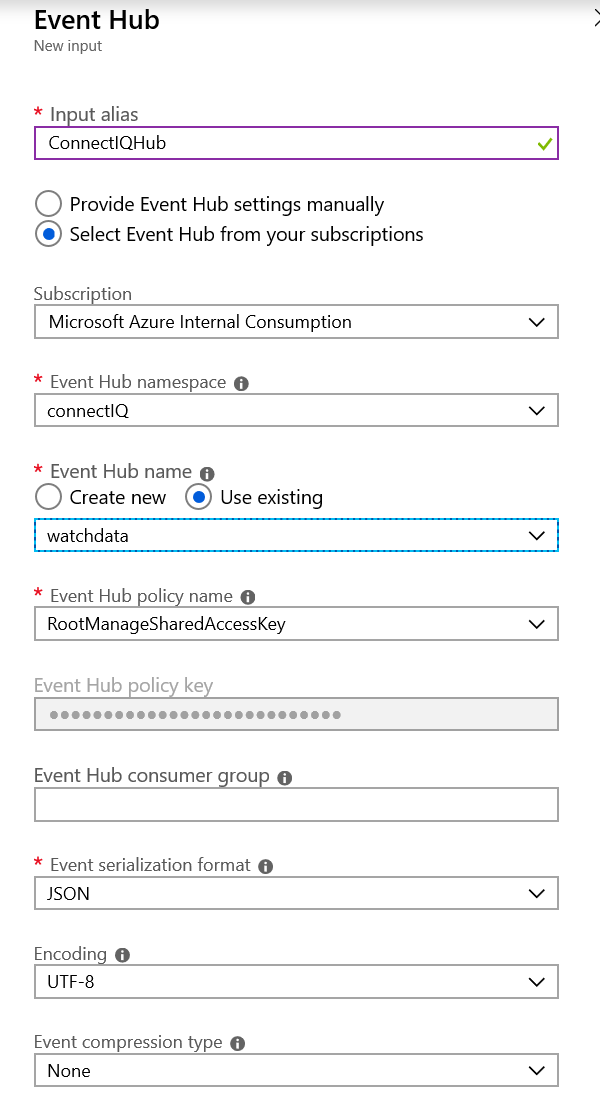 Event Hub
New input
* Input alias
ConnectIQHub
Provide Event Hub settings manually
Select Event Hub from your subscriptions
Subscription
Microsoft Azure Internal Consumption
* Event Hub namespace
connectIQ
* Event Hub name
Create new Use existing
watchdata
* Event Hub policy name
RootManageSharedAccessKey
Event Hub policy key
Event Hub consumer group
* Event serialization format
JSON
Encoding
UTF-8
Event compression type
None